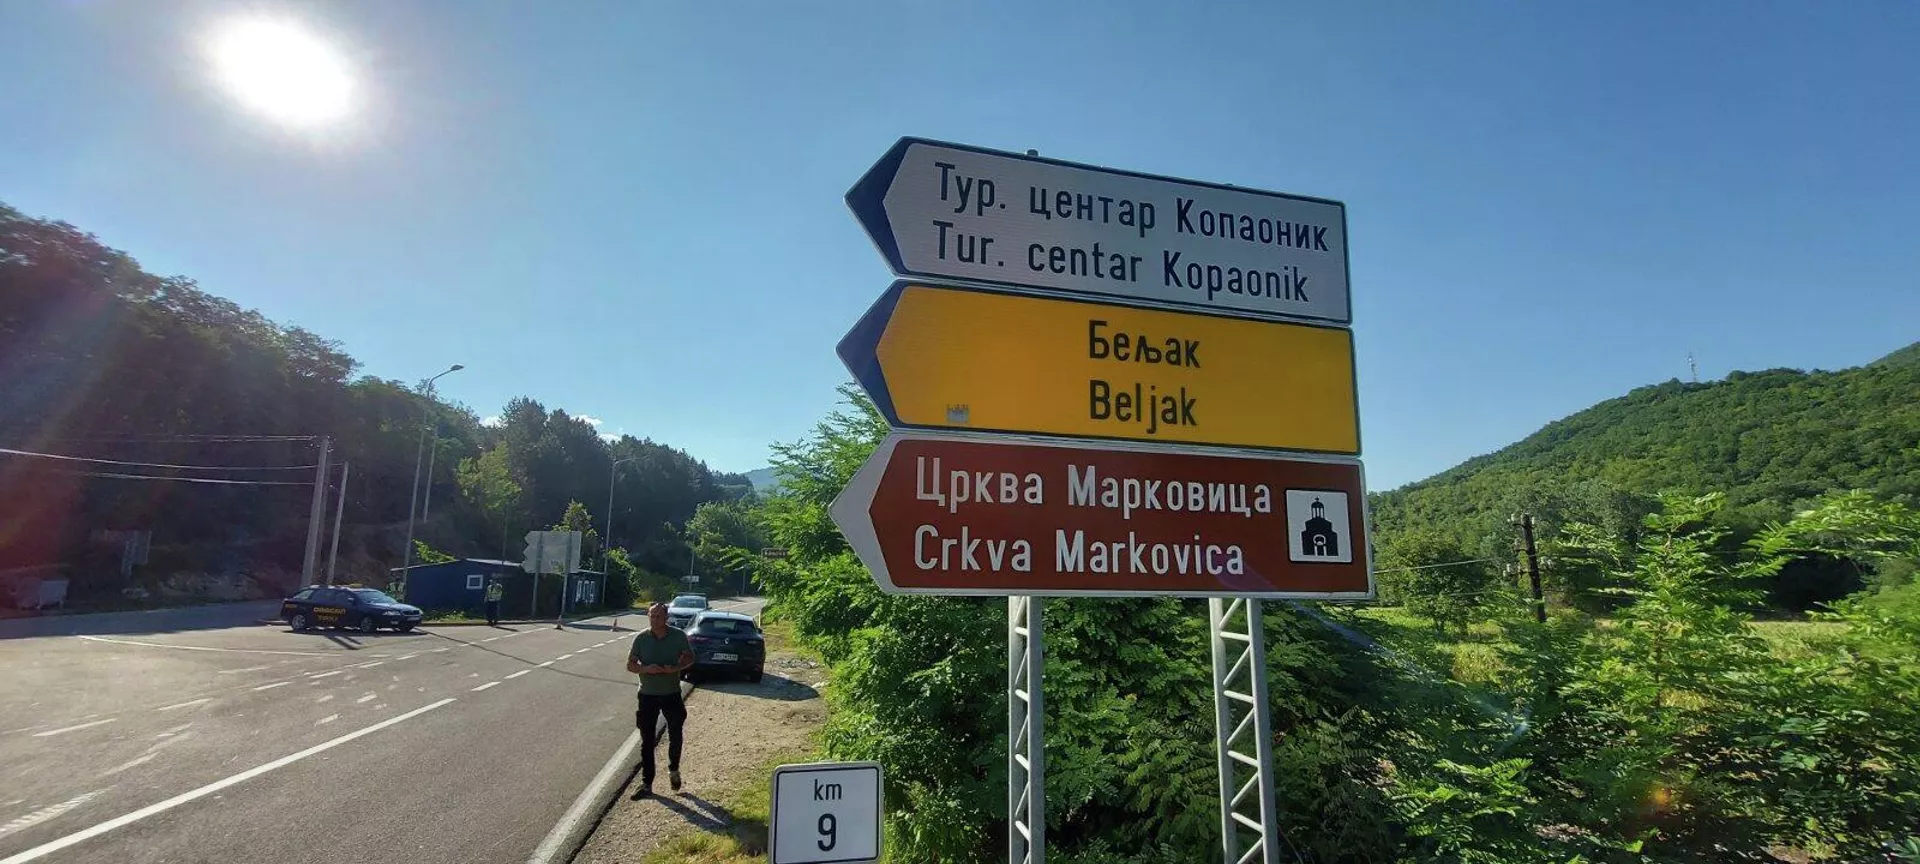 Тур. центар Копаоник
Tur. centar Kopaonik
Бељак
Beljak
Црква Марковица
Crkva Markovica
km
9